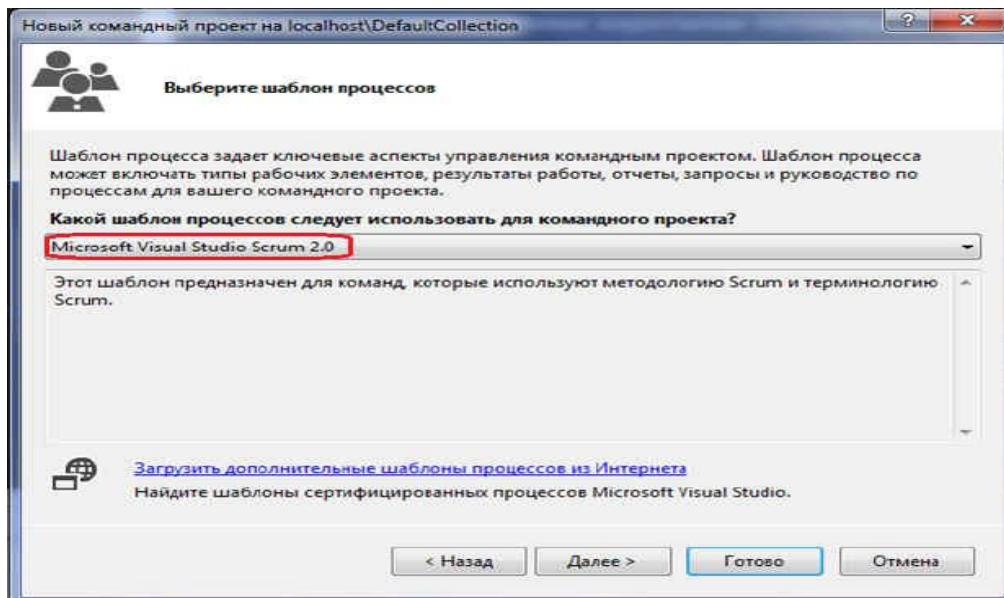 Новый командный проект на localhost\DefaultCollection
Выберите шаблон процессов
Шаблон процесса задает ключевые аспекты управления командным проектом. Шаблон процесса
может включать типы рабочих элементов, результаты работы, отчеты, запросы и руководство по
процессам для вашего командного проекта.
Какой шаблон процессов следует использовать для командного проекта?
Microsoft Visual Studio Scrum 2.0
Этот шаблон предназначен для команд, которые используют методологию Scrum и терминологию
Scrum.
Загрузить дополнительные шаблоны процессов из Интернета
Найдите шаблоны сертифицированных процессов Microsoft Visual Studio.
< Назад
Далее >
Готово
Отмена